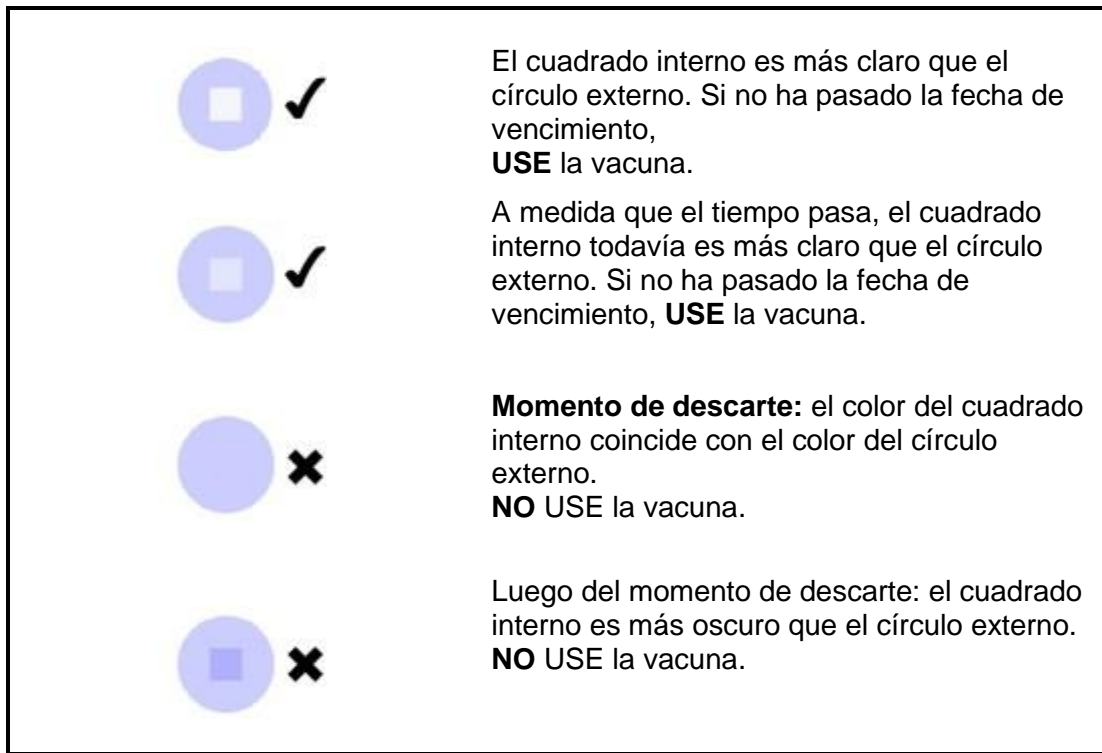 El cuadrado interno es más claro que el
círculo externo. Si no ha pasado la fecha de
vencimiento,
USE la vacuna.
A medida que el tiempo pasa, el cuadrado
interno todavía es más claro que el círculo
externo. Si no ha pasado la fecha de
vencimiento, USE la vacuna.
Momento de descarte: el color del cuadrado
interno coincide con el color del círculo
externo.
NO USE la vacuna.
Luego del momento de descarte: el cuadrado
interno es más oscuro que el círculo externo.
NO USE la vacuna.